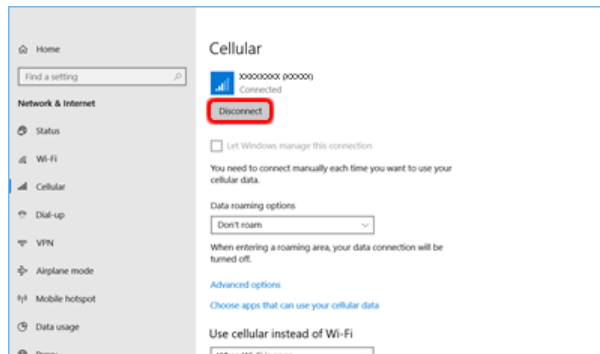 Home
Find a setting
Network & Internet
Status
Wi-Fi
Cellular
Dial-up
VPN
Airplane mode
Mobile hotspot
Data usage
Cellular
Connected
Disconnect
Let Windows manage this connection
You need to connect manually each time you want to use your
cellular data.
Data roaming options
Don't roam
When entering a roaming area, your data connection will be
turned off.
Advanced options
Choose apps that can use your cellular data
Use cellular instead of Wi-Fi